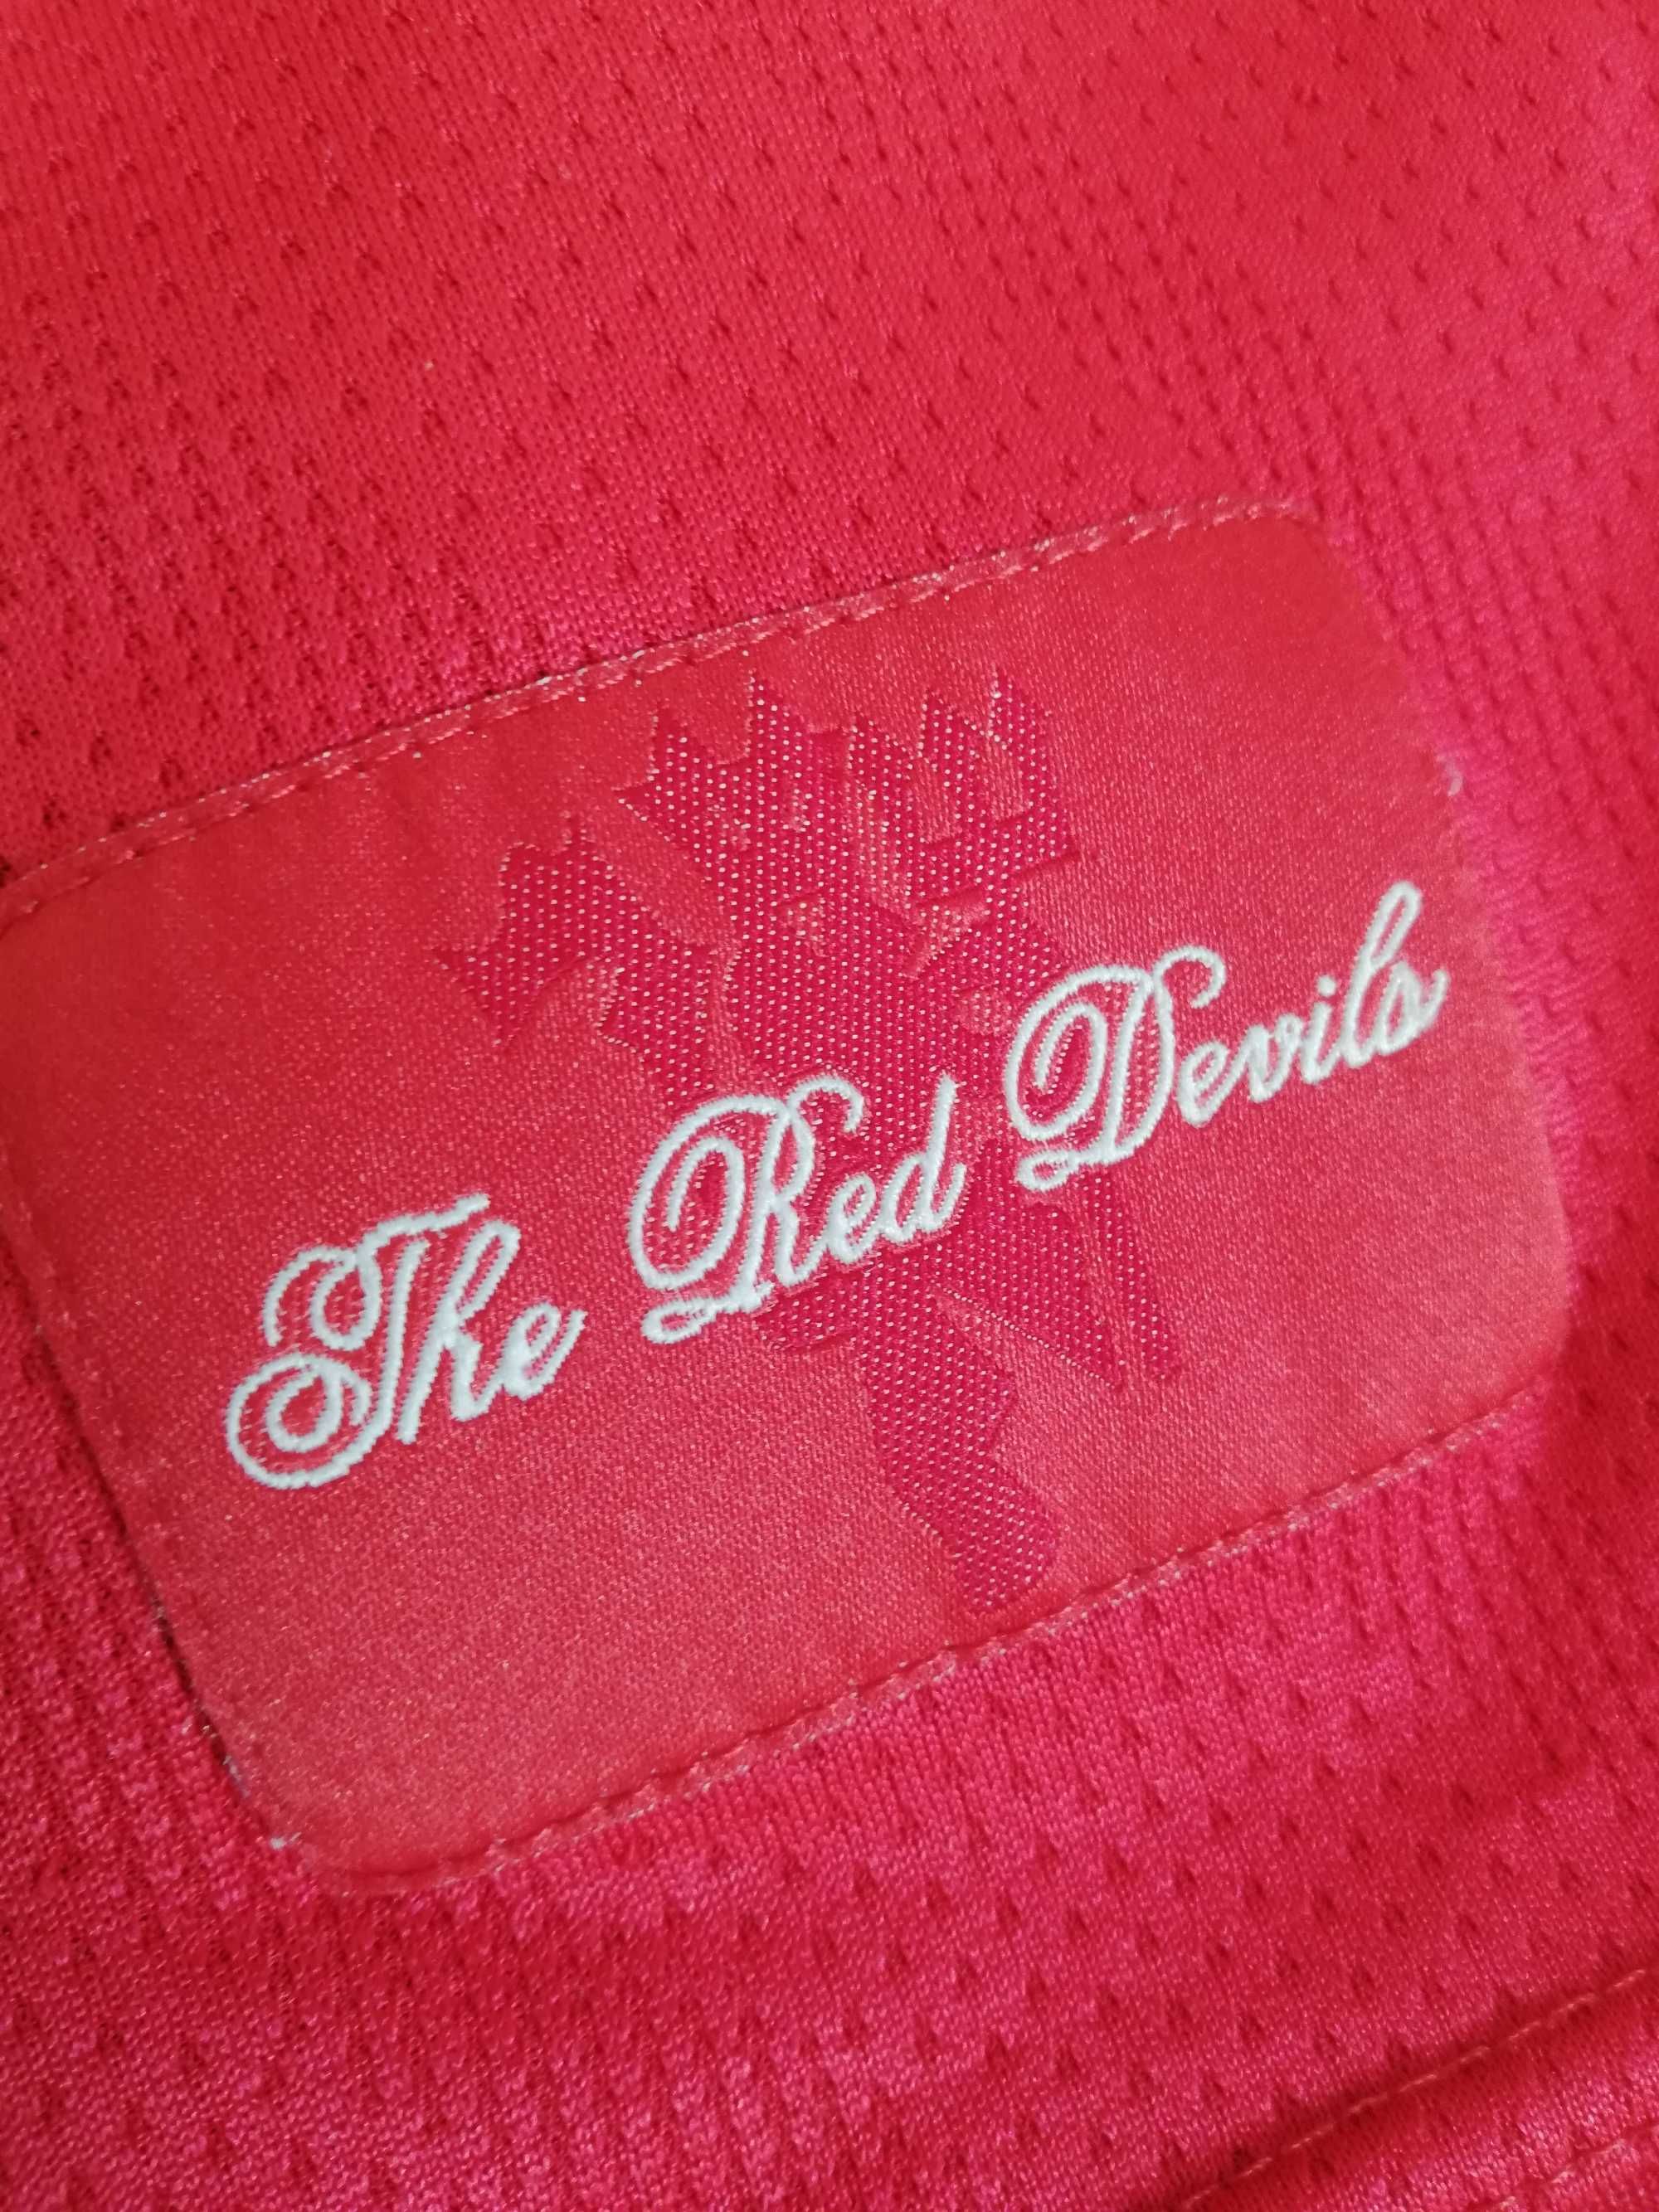 The Red Devils